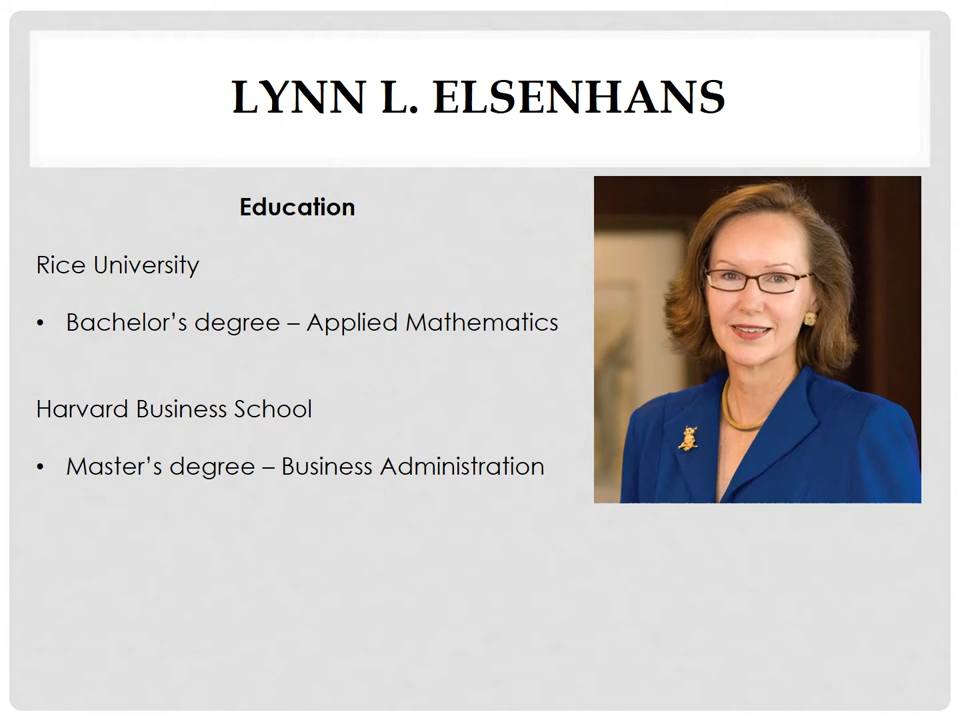 LYNN L. ELSENHANS
Education
Rice University
• Bachelor’s degree – Applied Mathematics
Harvard Business School
• Master’s degree – Business Administration